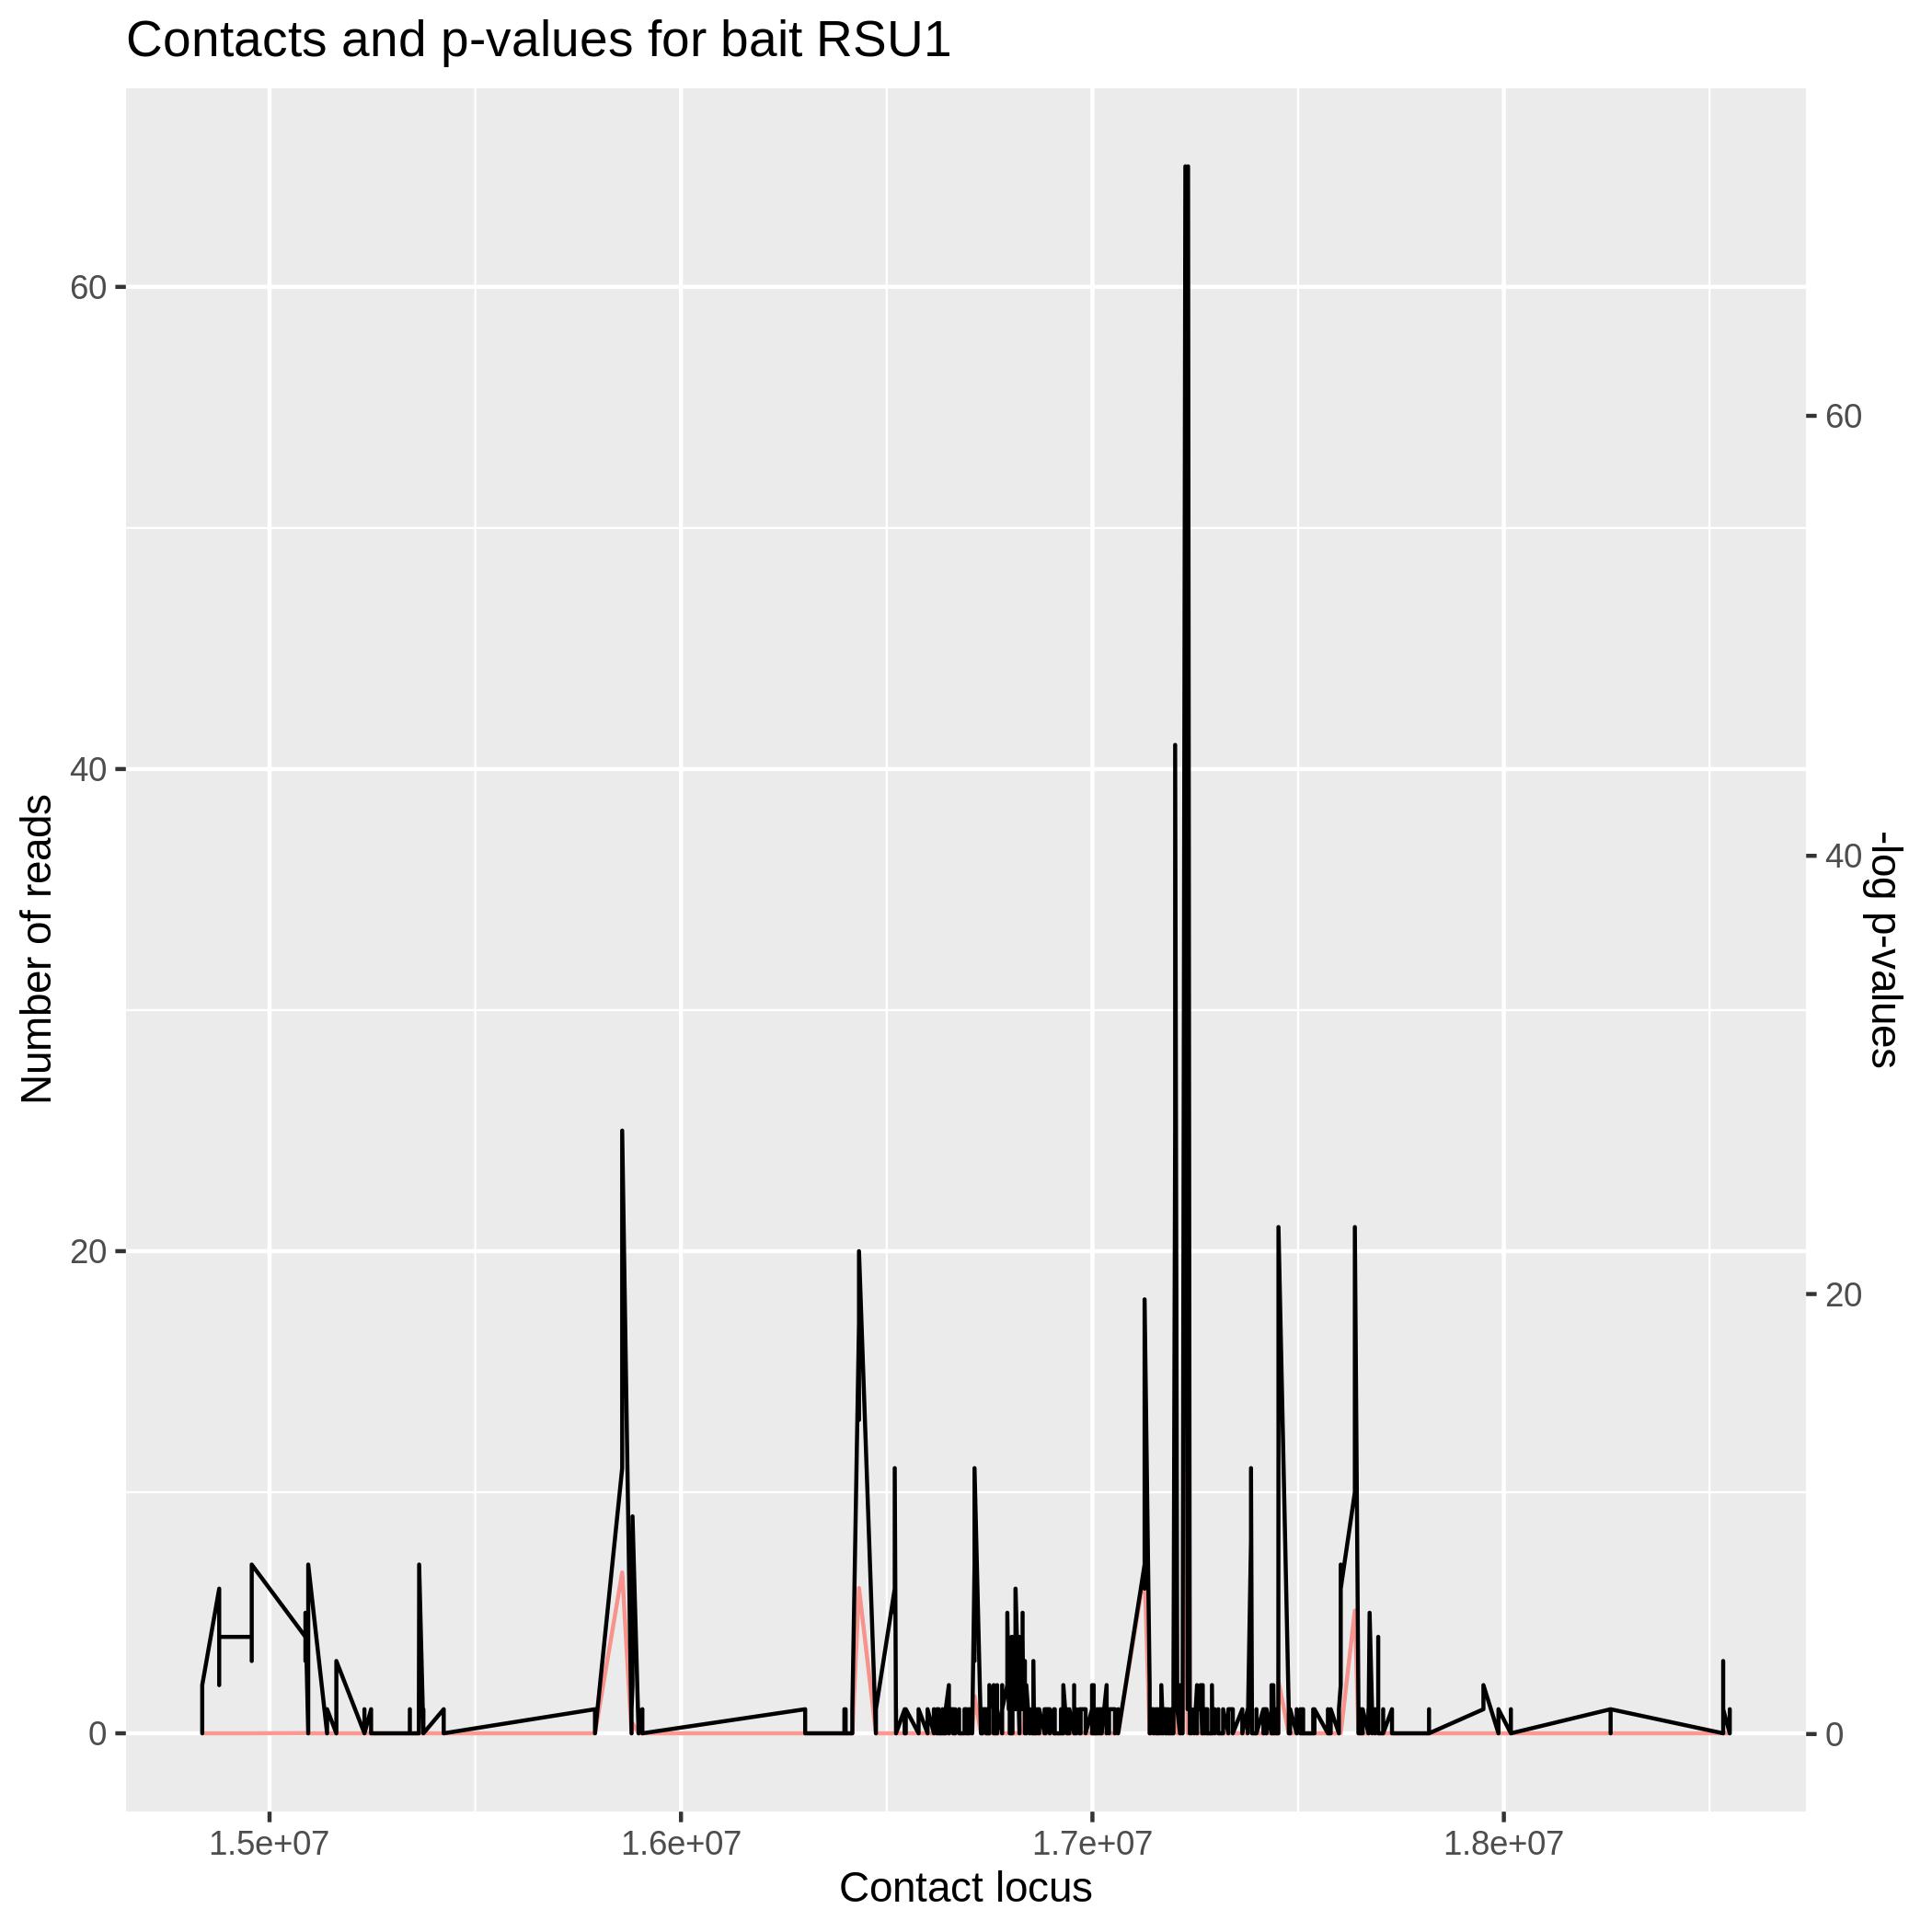 Contacts and p-values for bait RSU1
60
40
20
0
Number of reads
60
40
20
0
-log p-values
1.5e+07
1.6e+07
1.7e+07
1.8e+07
Contact locus